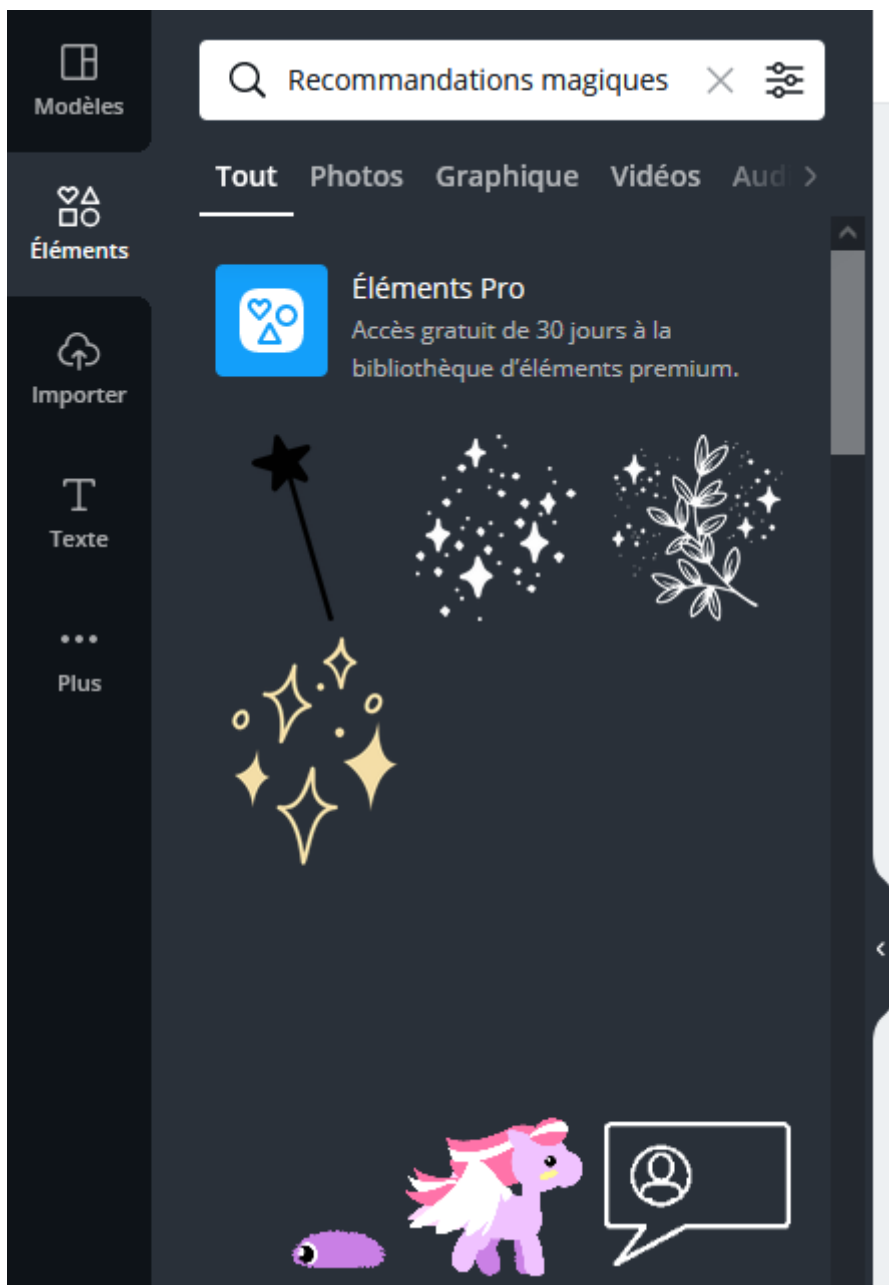 Modèles
Éléments
Importer
Texte
Plus
Recommandations magiques
Tout Photos Graphique Vidéos Aud
Éléments Pro
Accès gratuit de 30 jours à la
bibliothèque d’éléments premium.